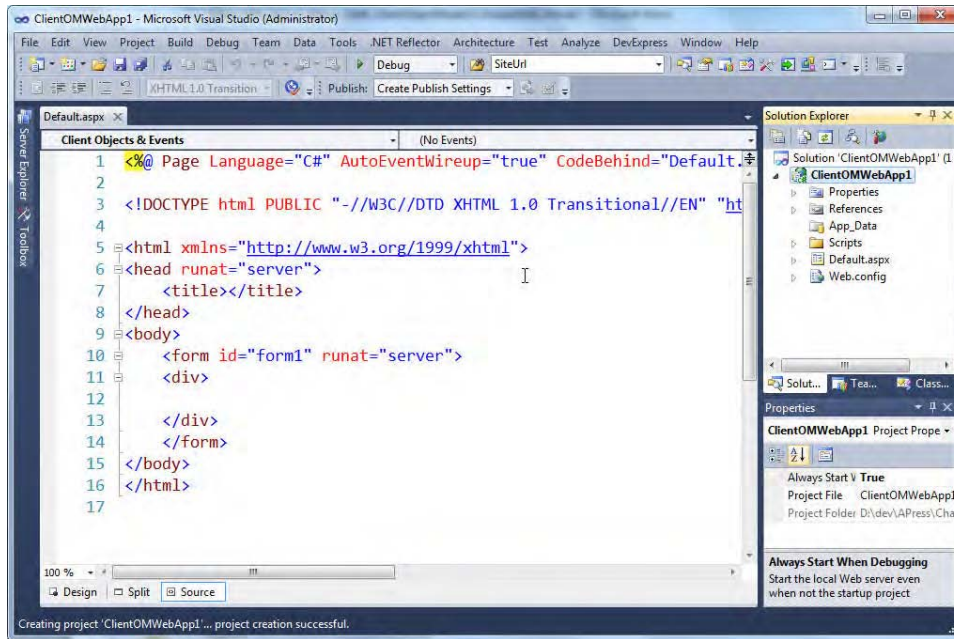 ClientOMWebApp1 - Microsoft Visual Studio (Administrator)
File Edit View Project Build Debug Team Data Tools .NET Reflector Architecture Test Analyze DevExpress Window Help
Debug SiteUrl
XHTML 1.0 Transition Publish: Create Publish Settings
Server Explorer
Toolbox
Default.aspx
Client Objects & Events (No Events)
1 <%@ Page Language="C#" AutoEventWireup="true" CodeBehind="Default.
2
3 <!DOCTYPE html PUBLIC "-//W3C//DTD XHTML 1.0 Transitional//EN" "ht
4
5 <html xmlns="http://www.w3.org/1999/xhtml">
6 <head runat="server">
7 <title></title>
8 </head>
9 <body>
10 <form id="form1" runat="server">
11 <div>
12
13 </div>
14 </form>
15 </body>
16 </html>
17
100 %
Design Split Source
Solution Explorer
Solution 'ClientOMWebApp1' (1
ClientOMWebApp1
Properties
References
App_Data
Scripts
Default.aspx
Web.config
Solut... Tea... Class...
Properties
ClientOMWebApp1 Project Prope
Always Start W True
Project File ClientOMWebApp1
Project Folder D:\dev\APress\Cha
Always Start When Debugging
Start the local Web server even
when not the startup project
Creating project 'ClientOMWebApp1'... project creation successful.